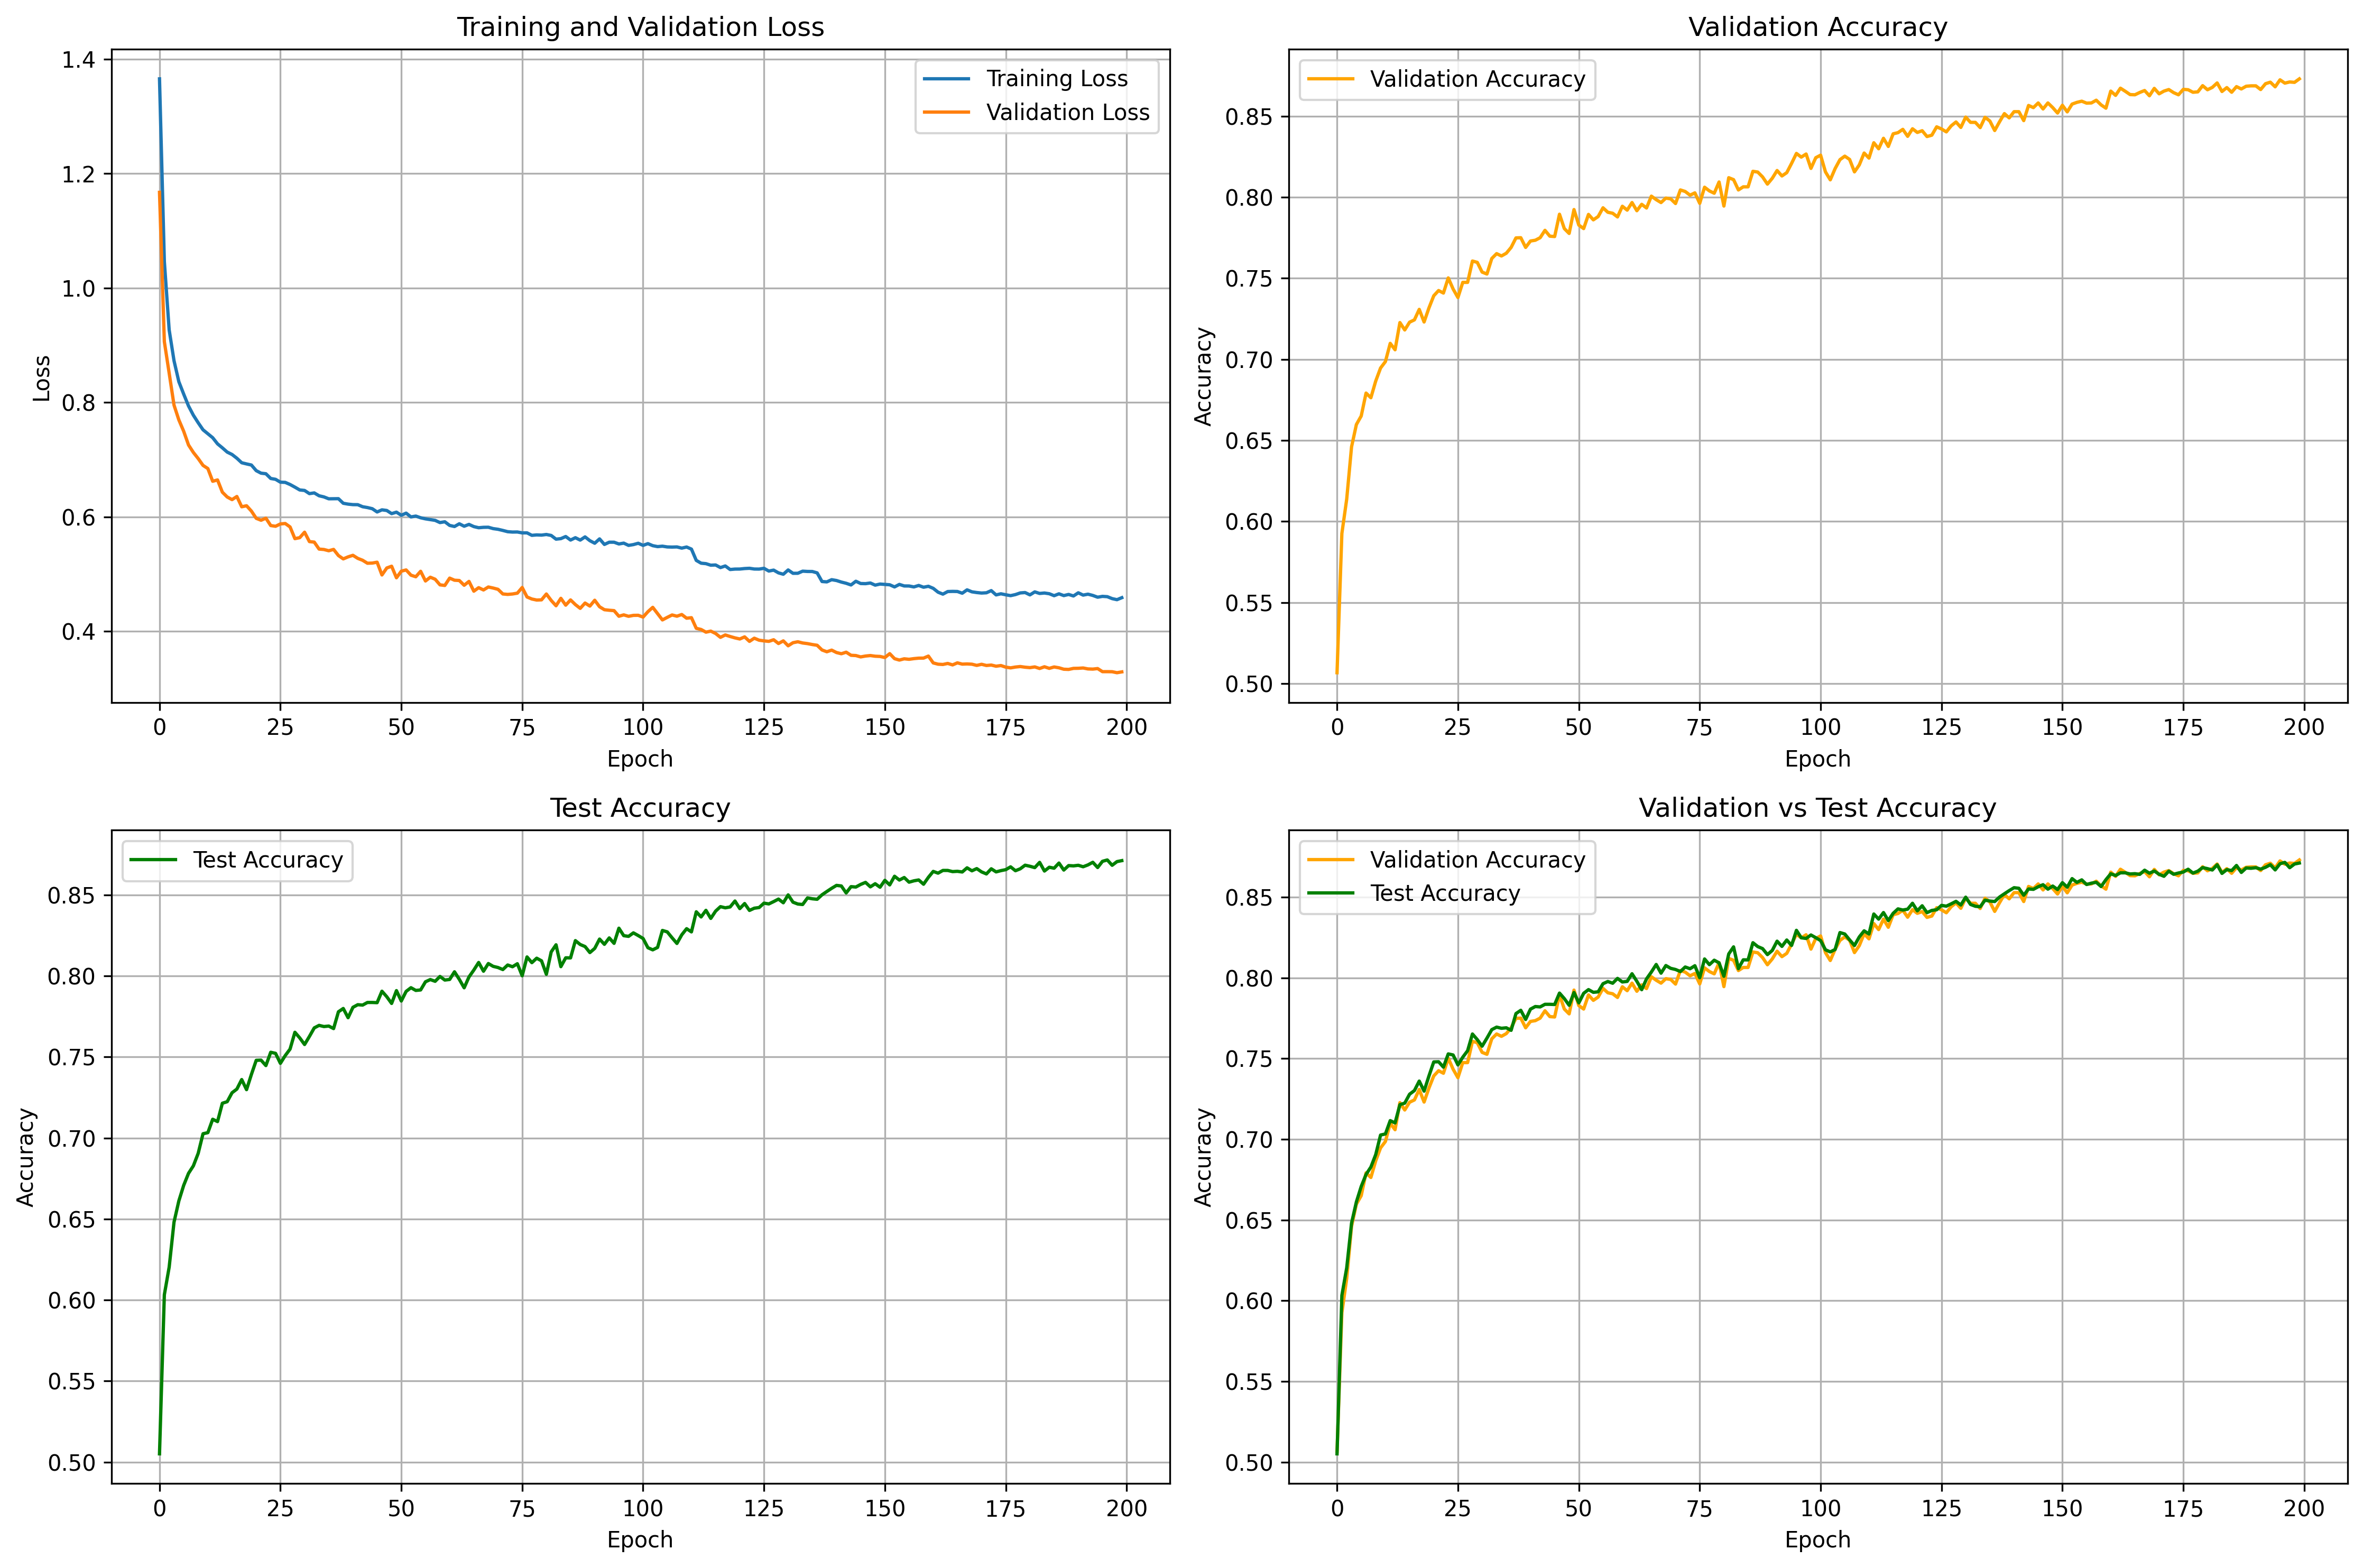 Training and Validation Loss
1.4
1.2
1.0
0.8
0.6
0.4
Loss
Training Loss
Validation Loss
0 25 50 75 100 125 150 175 200
Epoch
Validation Accuracy
0.85
0.80
0.75
0.70
0.65
0.60
0.55
0.50
Accuracy
Validation Accuracy
0 25 50 75 100 125 150 175 200
Epoch
Test Accuracy
0.85
0.80
0.75
0.70
0.65
0.60
0.55
0.50
Accuracy
Test Accuracy
0 25 50 75 100 125 150 175 200
Epoch
Validation vs Test Accuracy
0.85
0.80
0.75
0.70
0.65
0.60
0.55
0.50
Accuracy
Validation Accuracy
Test Accuracy
0 25 50 75 100 125 150 175 200
Epoch